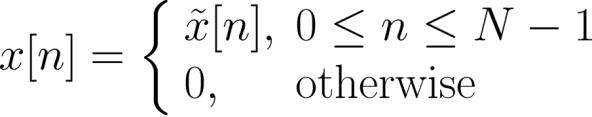 x[n] = { x̃[n], 0 ≤ n ≤ N − 1
0, otherwise